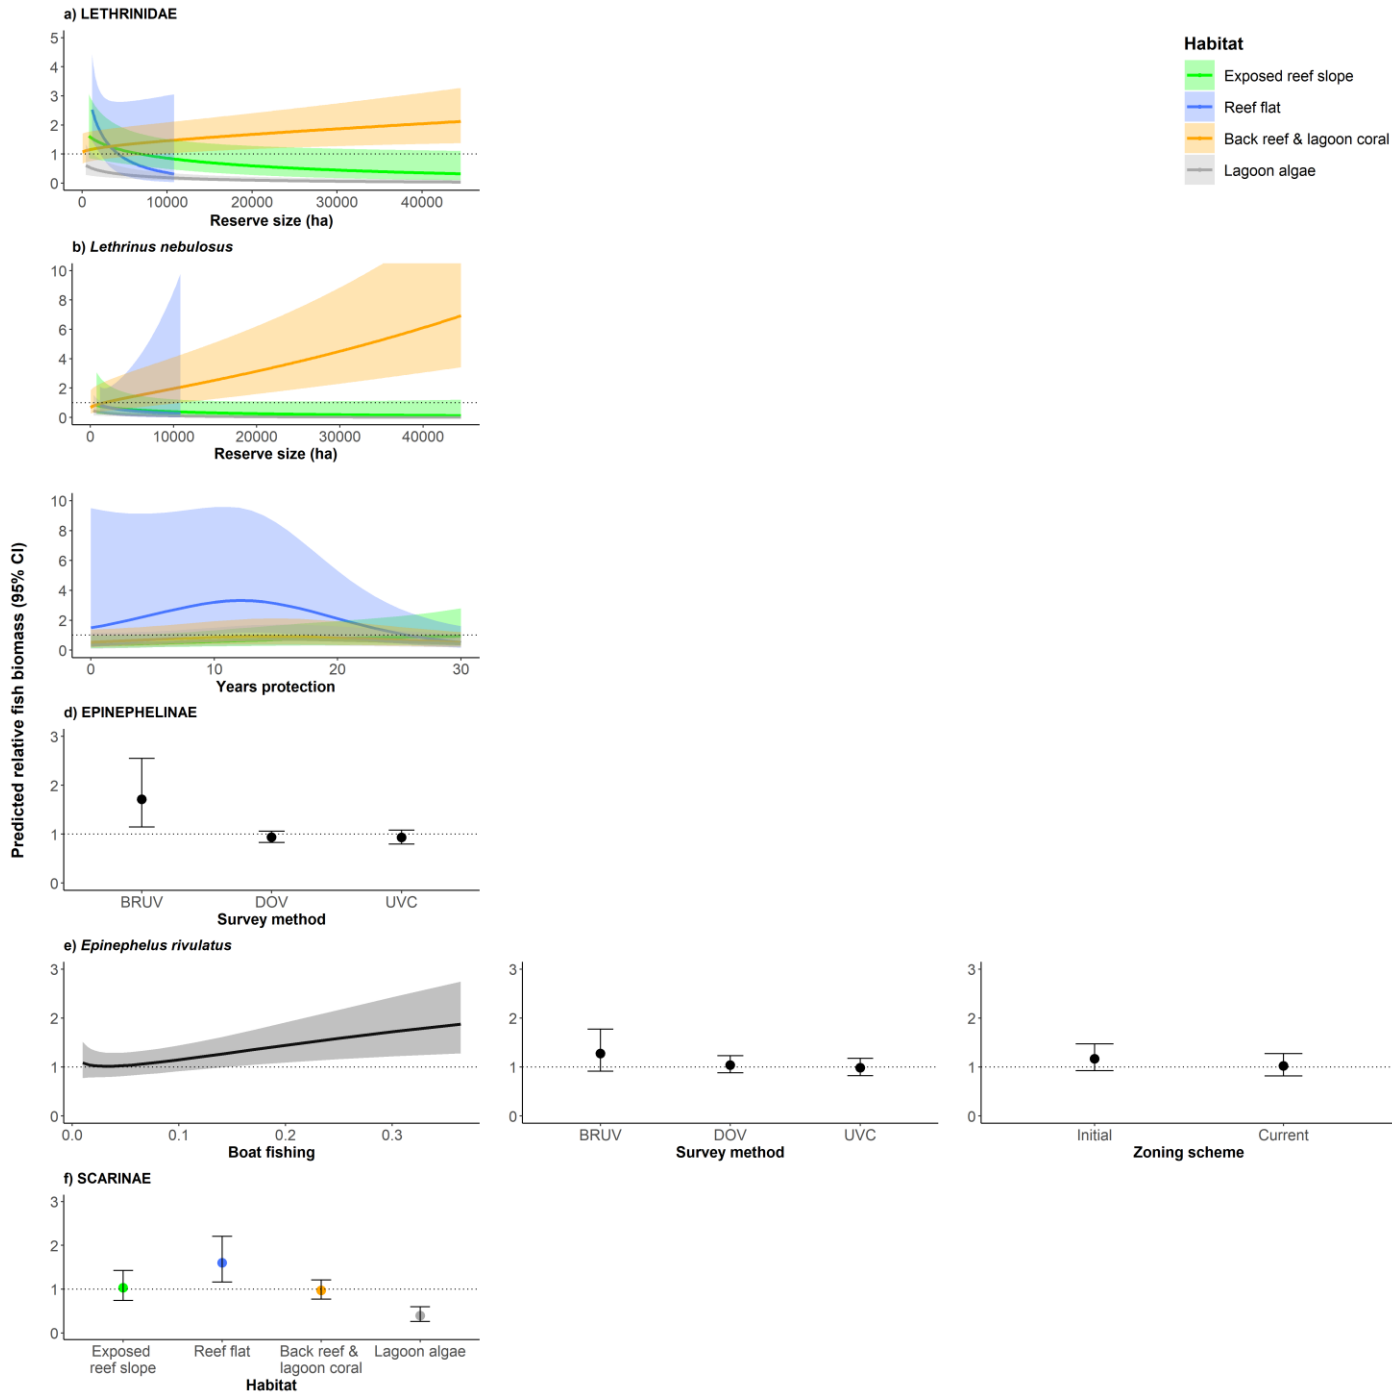 a) LETHRINIDAE
5
4
3
2
1
0
0 10000 20000 30000 40000
Reserve size (ha)
Habitat
Exposed reef slope
Reef flat
Back reef & lagoon coral
Lagoon algae
b) Lethrinus nebulosus
10
8
6
4
2
0
0 10000 20000 30000 40000
Reserve size (ha)
Predicted relative fish biomass (95% CI)
10
8
6
4
2
0
0 10 20 30
Years protection
d) EPINEPHELINAE
3
2
1
0
BRUV DOV UVC
Survey method
e) Epinephelus rivulatus
3
2
1
0
0.0 0.1 0.2 0.3
Boat fishing
3
2
1
0
BRUV DOV UVC
Survey method
3
2
1
0
Initial Current
Zoning scheme
f) SCARINAE
3
2
1
0
Exposed reef slope
Reef flat
Back reef & lagoon coral
Lagoon algae
Habitat